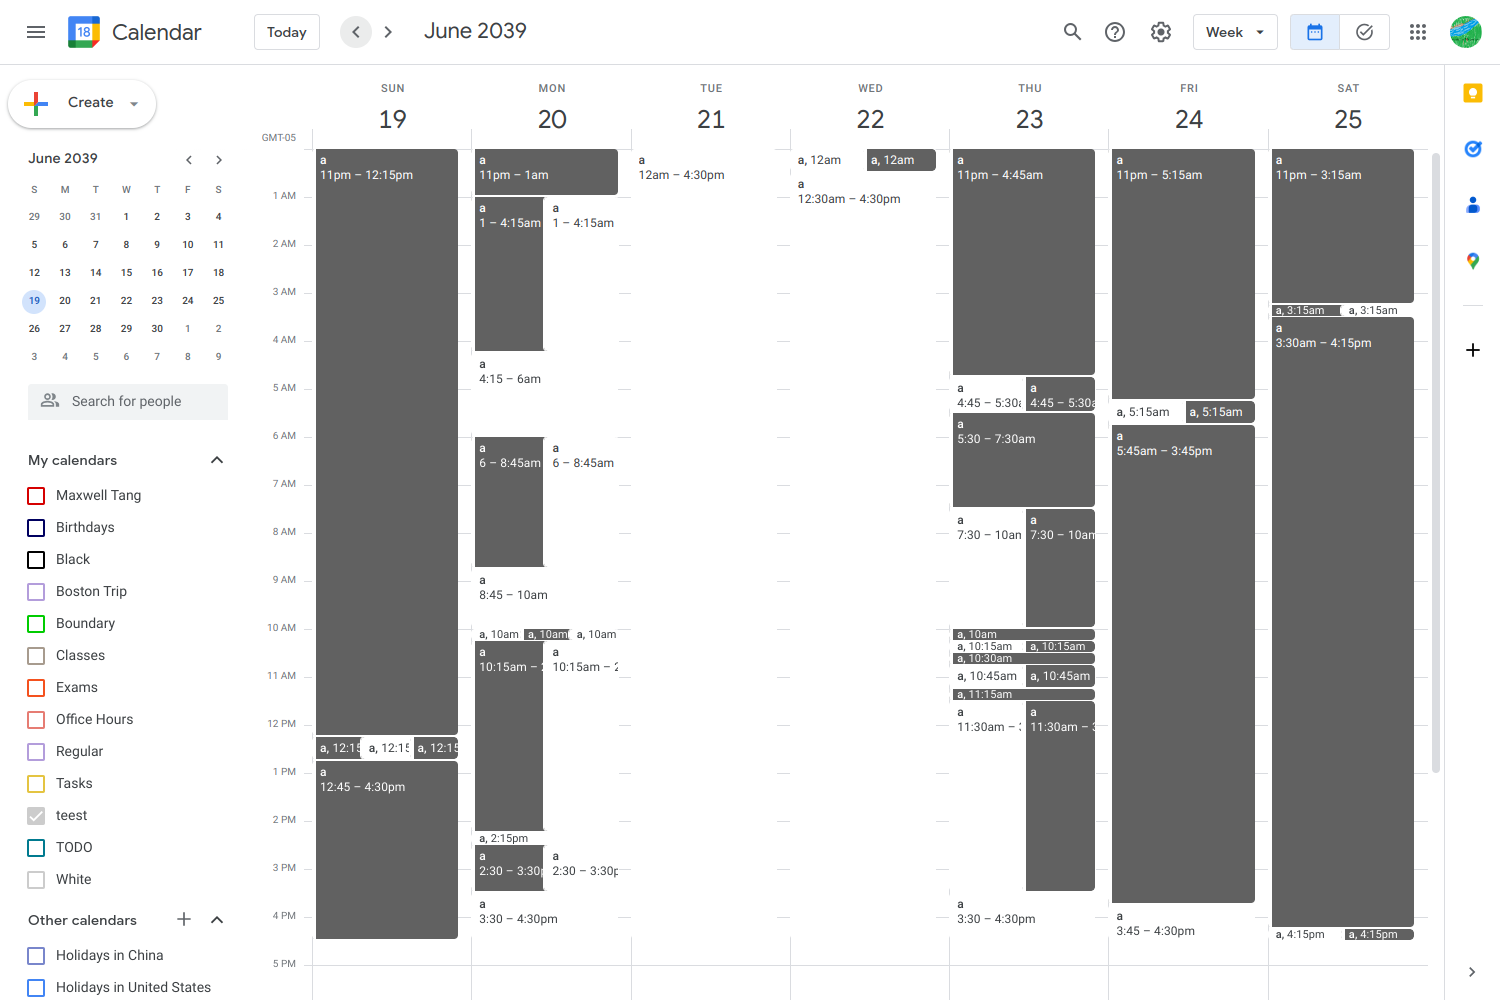 18 Calendar Today June 2039 Week
Create
SUN MON TUE WED THU FRI SAT
19 20 21 22 23 24 25
GMT-05
June 2039
S M T W T F S
29 30 31 1 2 3 4
5 6 7 8 9 10 11
12 13 14 15 16 17 18
19 20 21 22 23 24 25
26 27 28 29 30 1 2
3 4 5 6 7 8 9
Search for people
My calendars
Maxwell Tang
Birthdays
Black
Boston Trip
Boundary
Classes
Exams
Office Hours
Regular
Tasks
teest
TODO
White
Other calendars
Holidays in China
Holidays in United States
1 AM
2 AM
3 AM
4 AM
5 AM
6 AM
7 AM
8 AM
9 AM
10 AM
11 AM
12 PM
1 PM
2 PM
3 PM
4 PM
5 PM
a
11pm – 12:15pm
a, 12:15
a, 12:15
a, 12:15
a
12:45 – 4:30pm
a
11pm – 1am
a
1 – 4:15am
a
1 – 4:15am
a
4:15 – 6am
a
6 – 8:45am
a
6 – 8:45am
a
8:45 – 10am
a, 10am
a, 10am
a, 10am
a
10:15am – 2
a
10:15am – 2
a, 2:15pm
a
2:30 – 3:30p
a
2:30 – 3:30p
a
3:30 – 4:30pm
a
12am – 4:30pm
a, 12am
a, 12am
a
12:30am – 4:30pm
a
11pm – 4:45am
a
4:45 – 5:30a
a
4:45 – 5:30a
a
5:30 – 7:30am
a
7:30 – 10am
a
7:30 – 10am
a, 10am
a, 10:15am
a, 10:15am
a, 10:30am
a, 10:45am
a, 10:45am
a, 11:15am
a
11:30am – 3
a
11:30am – 3
a
3:30 – 4:30pm
a
11pm – 5:15am
a, 5:15am
a, 5:15am
a
5:45am – 3:45pm
a
3:45 – 4:30pm
a
11pm – 3:15am
a, 3:15am
a, 3:15am
a
3:30am – 4:15pm
a, 4:15pm
a, 4:15pm